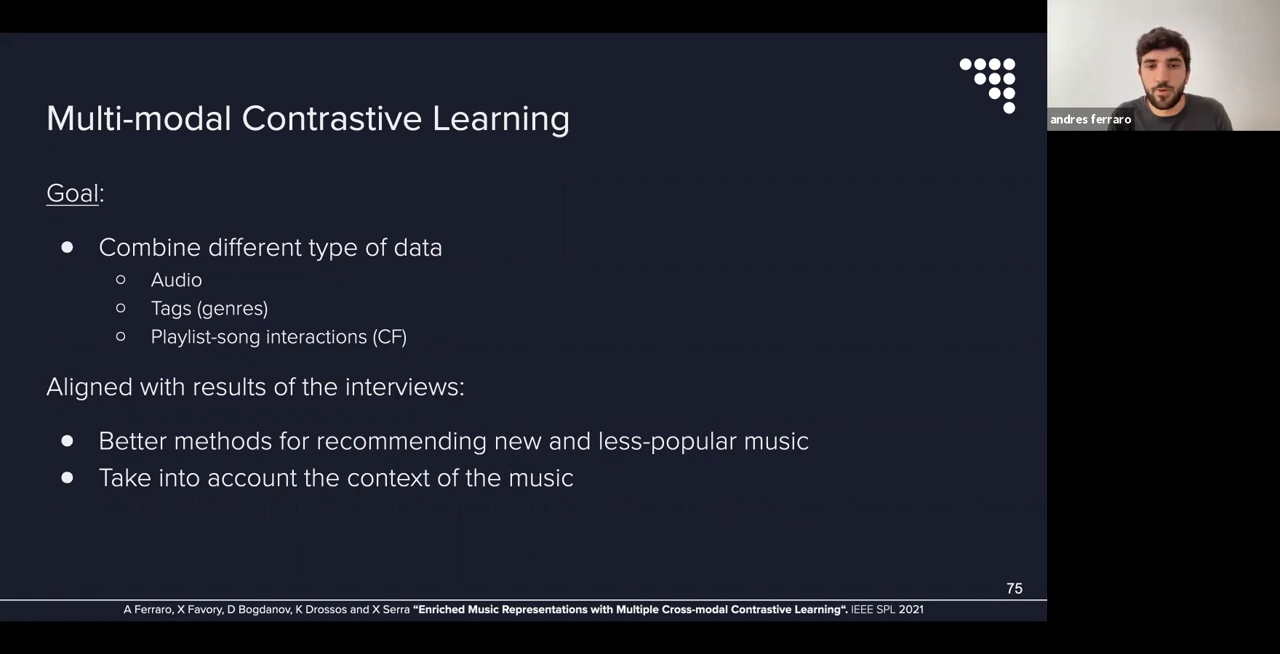 Multi-modal Contrastive Learning
Goal:
● Combine different type of data
○ Audio
○ Tags (genres)
○ Playlist-song interactions (CF)
Aligned with results of the interviews:
● Better methods for recommending new and less-popular music
● Take into account the context of the music
75
A Ferraro, X Favory, D Bogdanov, K Drossos and X Serra “Enriched Music Representations with Multiple Cross-modal Contrastive Learning“. IEEE SPL 2021
andres ferraro